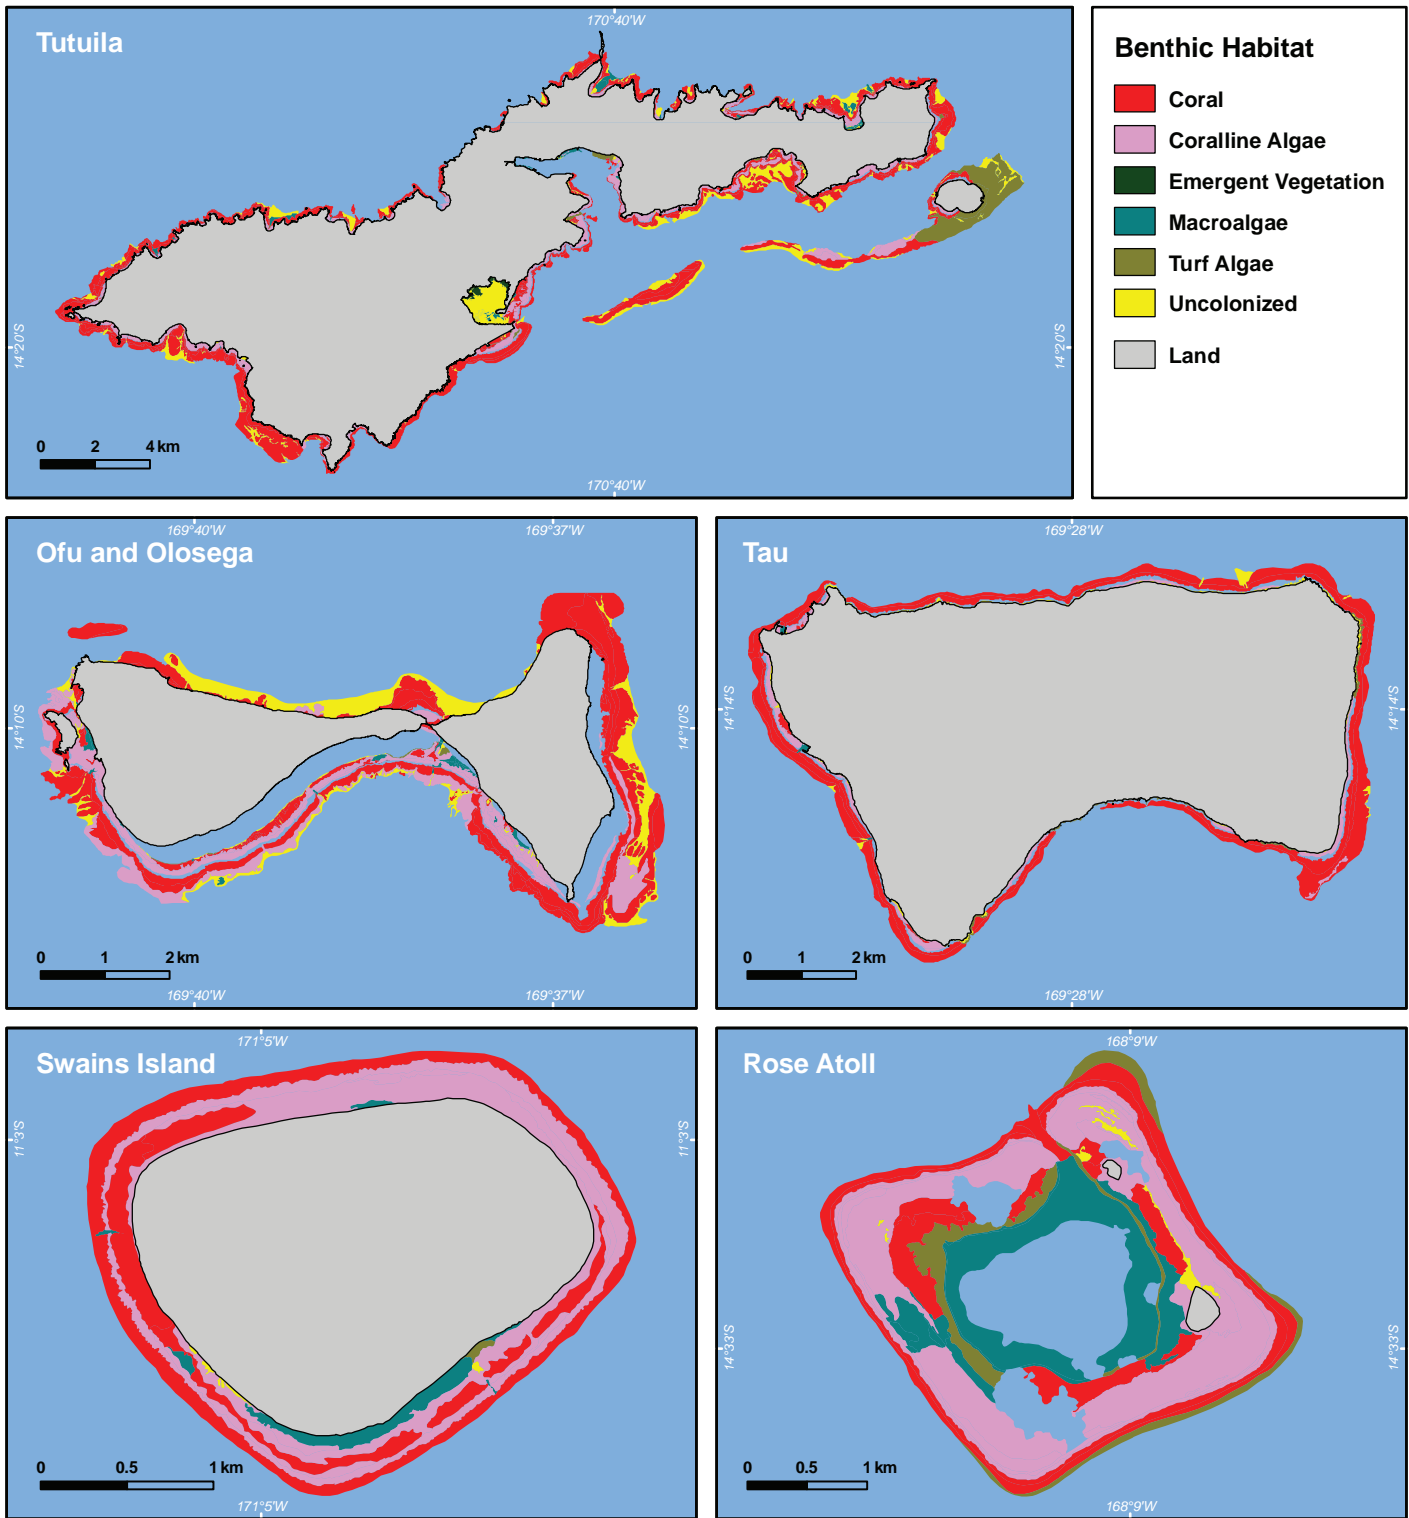 Tutuila
170°40'W
14°20'S
14°20'S
0 2 4 km
170°40'W
Benthic Habitat
Coral
Coralline Algae
Emergent Vegetation
Macroalgae
Turf Algae
Uncolonized
Land
Ofu and Olosega
169°40'W 169°37'W
14°10'S
14°10'S
0 1 2 km
169°40'W 169°37'W
Tau
169°28'W
14°14'S
14°14'S
0 1 2 km
169°28'W
Swains Island
171°5'W
11°3'S
11°3'S
0 0.5 1 km
171°5'W
Rose Atoll
168°9'W
14°33'S
14°33'S
0 0.5 1 km
168°9'W